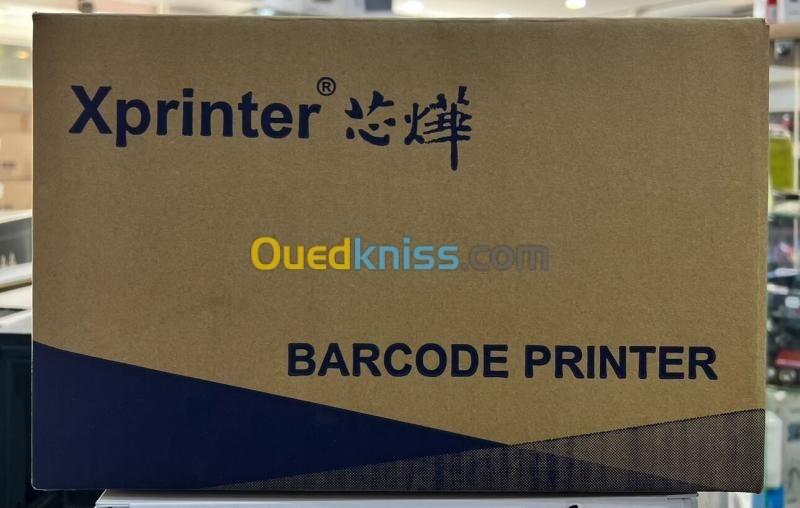 Xprinter® 芯烨
Ouedkniss.com
BARCODE PRINTER